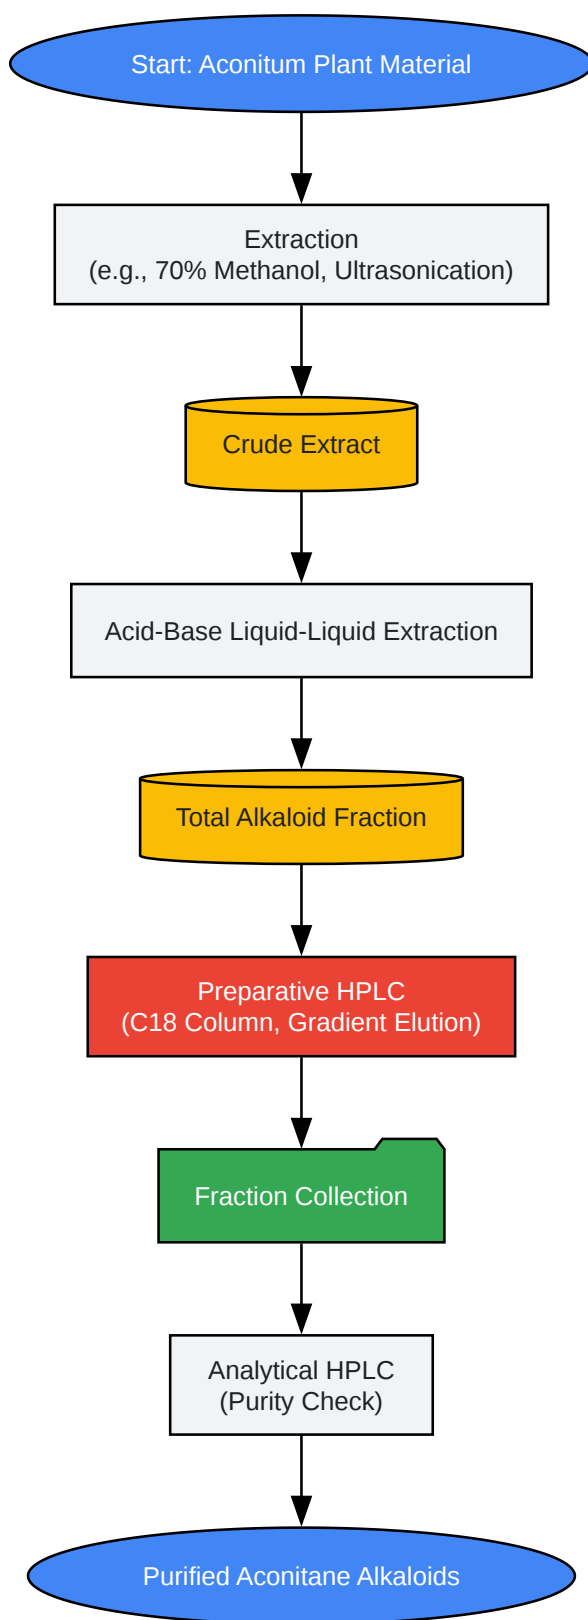 Start: Aconitum Plant Material
Extraction
(e.g., 70% Methanol, Ultrasonication)
Crude Extract
Acid-Base Liquid-Liquid Extraction
Total Alkaloid Fraction
Preparative HPLC
(C18 Column, Gradient Elution)
Fraction Collection
Analytical HPLC
(Purity Check)
Purified Aconitane Alkaloids